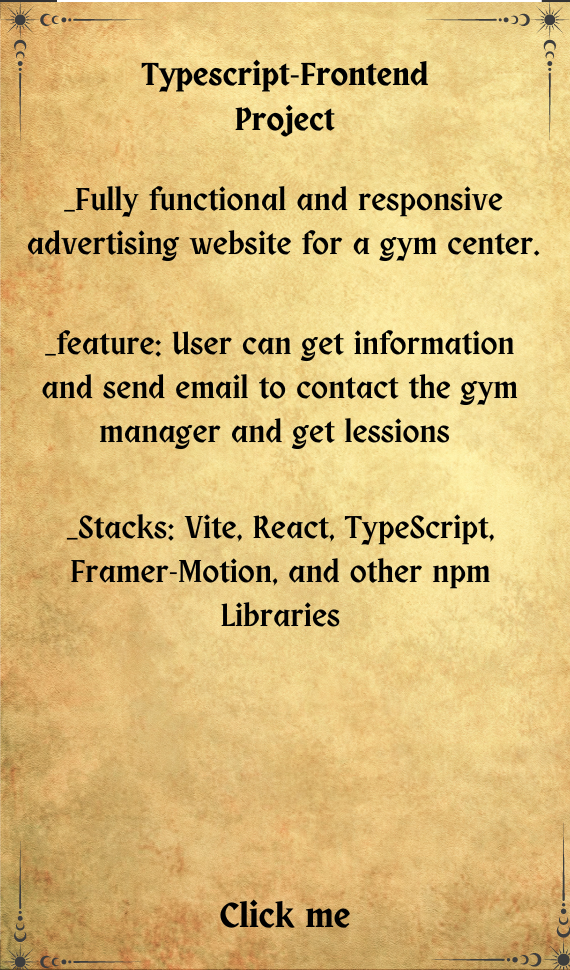 Typescript-Frontend
Project
_Fully functional and responsive
advertising website for a gym center.
_feature: User can get information
and send email to contact the gym
manager and get lessions
_Stacks: Vite, React, TypeScript,
Framer-Motion, and other npm
Libraries
Click me